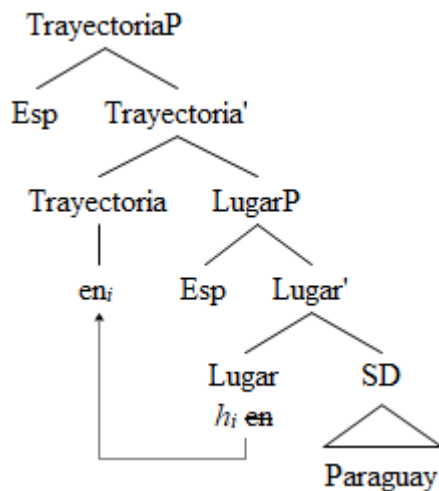 TrayectoriaP
Esp Trayectoria'
Trayectoria LugarP
enᵢ Esp Lugar'
Lugar SD
hᵢ en
Paraguay